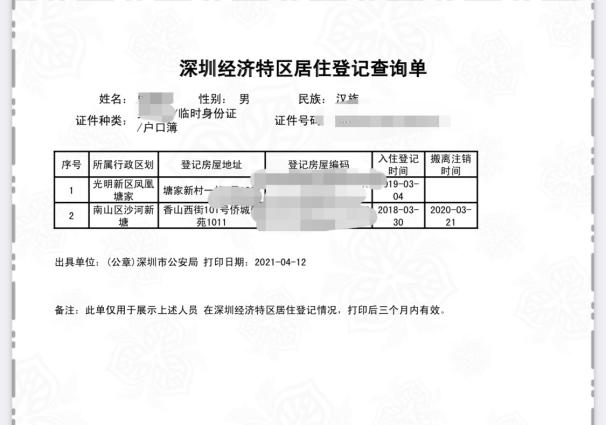 深圳经济特区居住登记查询单
姓名： 性别： 男 民族： 汉族
证件种类： /临时身份证 证件号码：
/户口簿
序号 所属行政区划 登记房屋地址 登记房屋编码 入住登记时间 搬离注销时间
1 光明新区凤凰塘家 塘家新村一 019-03-04
2 南山区沙河新塘 香山西街101号侨城 苑1011 2018-03-30 2020-03-21
出具单位：(公章)深圳市公安局 打印日期：2021-04-12
备注：此单仅用于展示上述人员 在深圳经济特区居住登记情况，打印后三个月内有效。